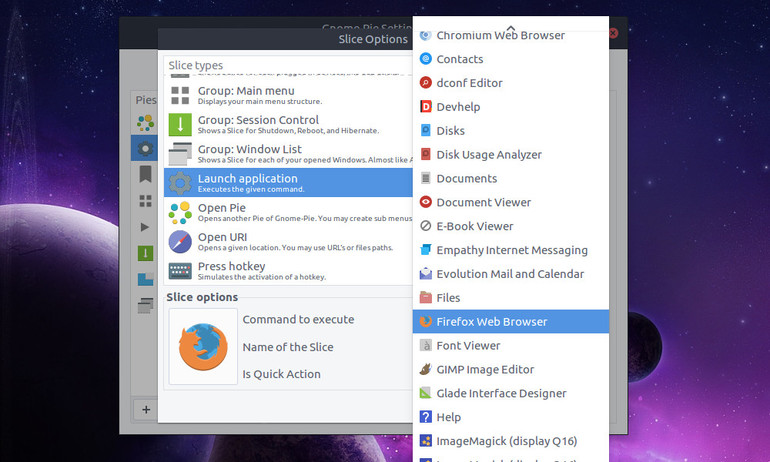 Gnome-Pie Setti
Slice Options
Pies
Slice types
Group: Main menu
Displays your main menu structure.
Group: Session Control
Shows a Slice for Shutdown, Reboot, and Hibernate.
Group: Window List
Shows a Slice for each of your opened Windows. Almost like A
Launch application
Executes the given command.
Open Pie
Opens another Pie of Gnome-Pie. You may create sub menus
Open URI
Opens a given location. You may use URL's or files paths.
Press hotkey
Simulates the activation of a hotkey.
Slice options
Command to execute
Name of the Slice
Is Quick Action
Chromium Web Browser
Contacts
dconf Editor
Devhelp
Disks
Disk Usage Analyzer
Documents
Document Viewer
E-Book Viewer
Empathy Internet Messaging
Evolution Mail and Calendar
Files
Firefox Web Browser
Font Viewer
GIMP Image Editor
Glade Interface Designer
Help
ImageMagick (display Q16)